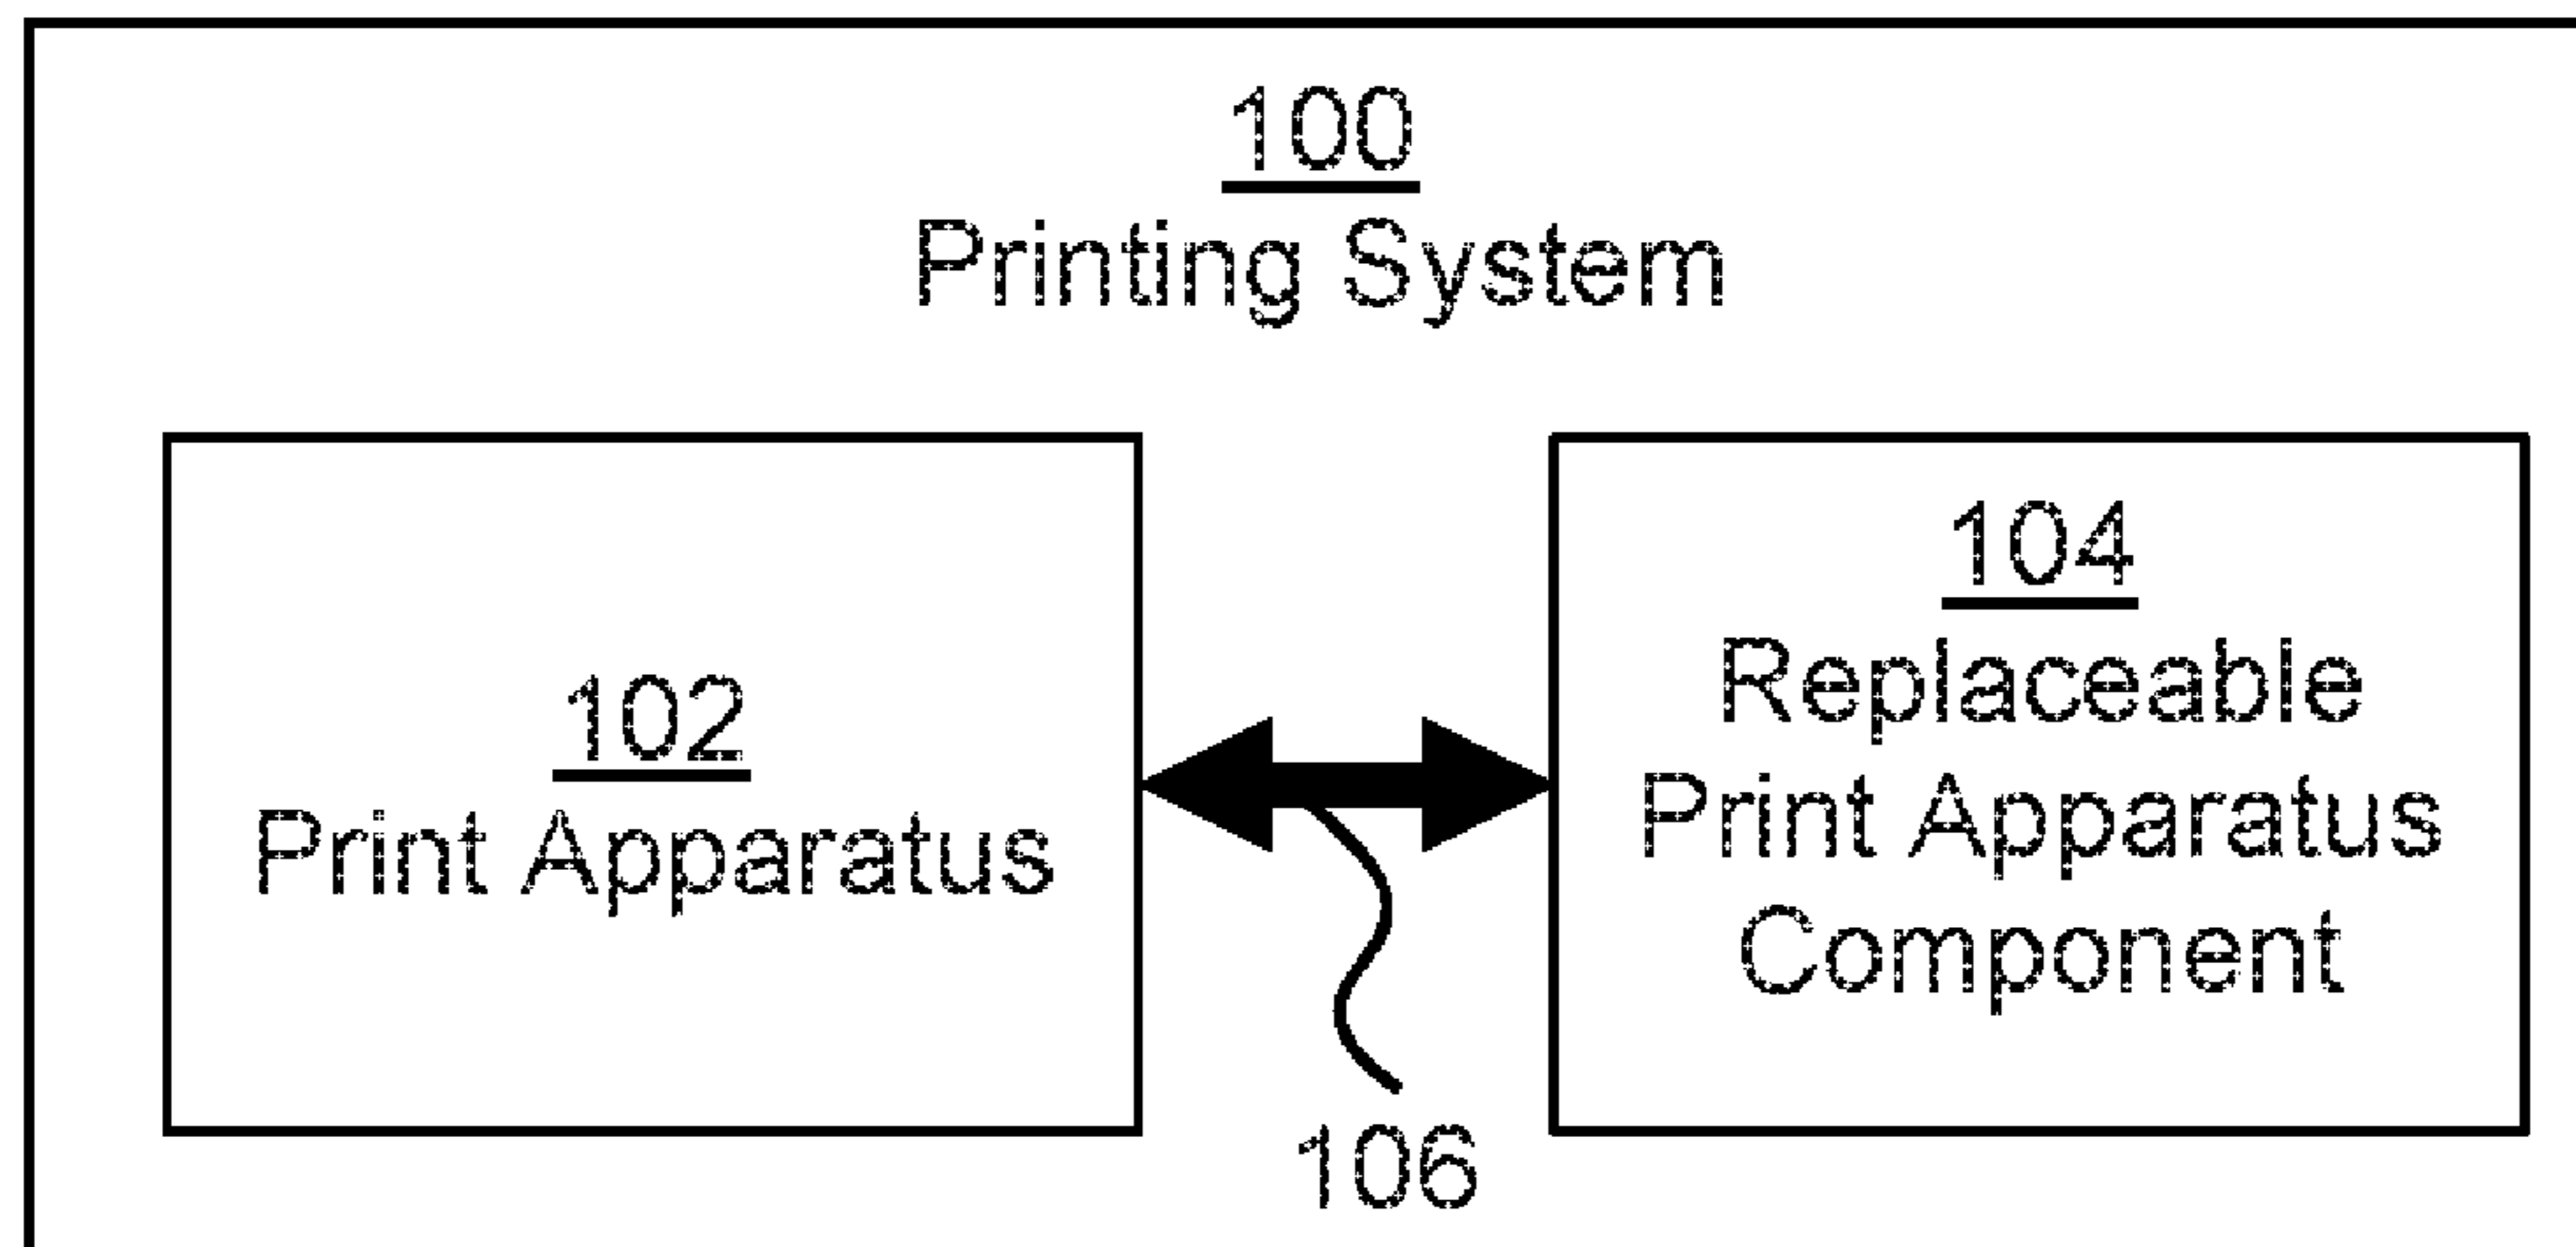 100
Printing System
102
Print Apparatus
104
Replaceable
Print Apparatus
Component
106